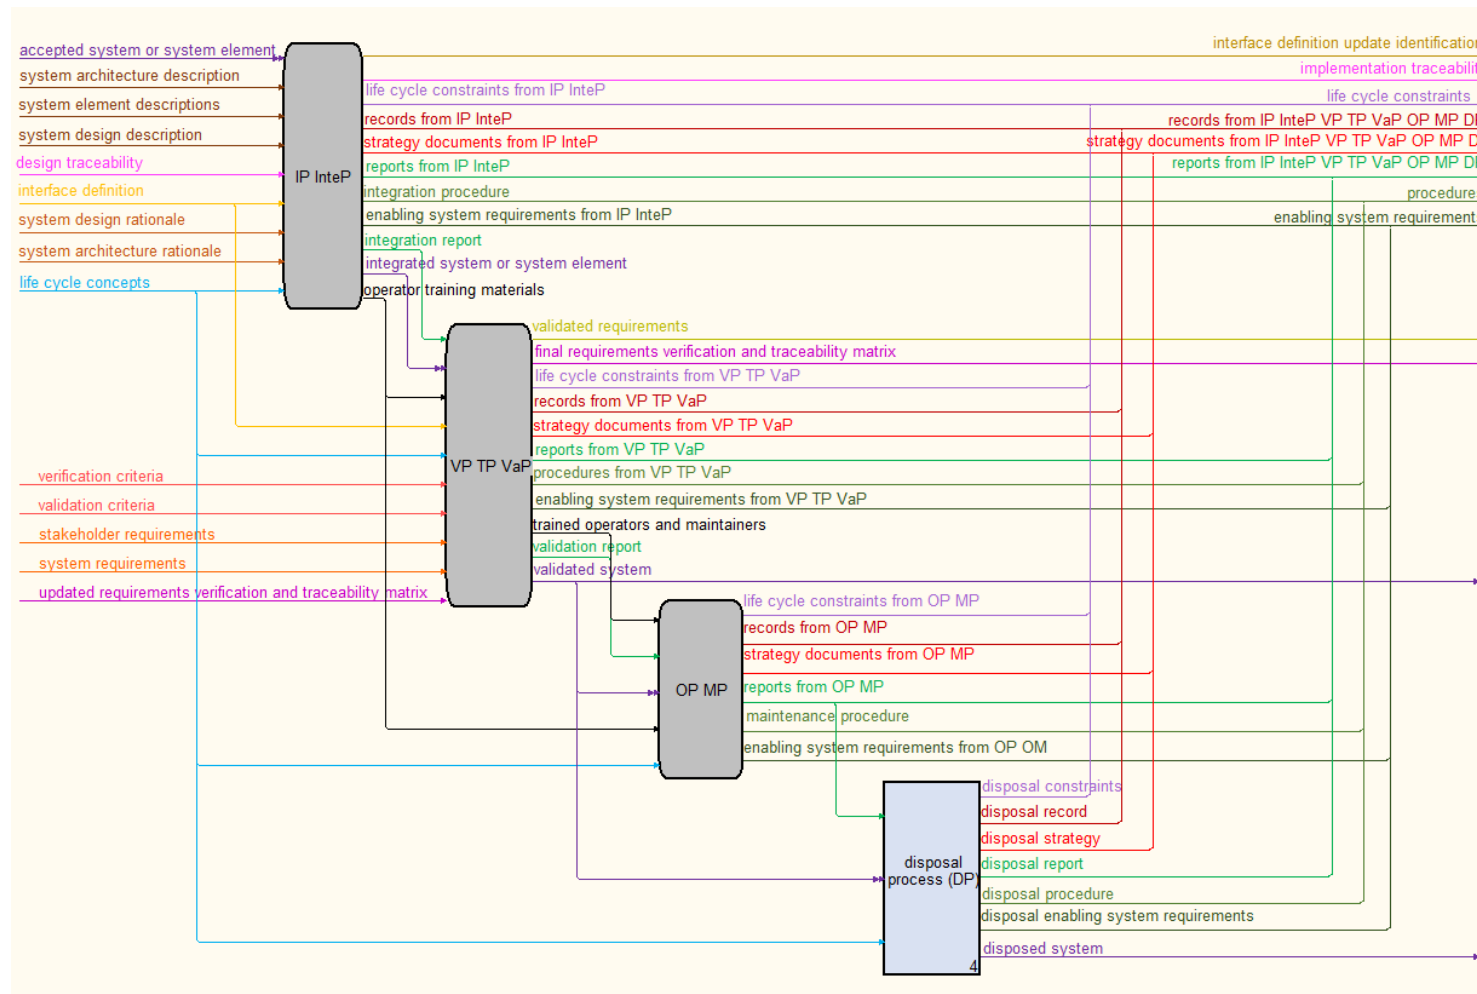 accepted system or system element
system architecture description
system element descriptions
system design description
design traceability
interface definition
system design rationale
system architecture rationale
life cycle concepts
IP InteP
interface definition update identificatio
implementation traceabilit
life cycle constraints from IP InteP
life cycle constraints
records from IP InteP
records from IP InteP VP TP VaP OP MP D
strategy documents from IP InteP
strategy documents from IP InteP VP TP VaP OP MP D
reports from IP InteP
reports from IP InteP VP TP VaP OP MP D
integration procedure
procedure
enabling system requirements from IP InteP
enabling system requirement
integration report
integrated system or system element
operator training materials
verification criteria
validation criteria
stakeholder requirements
system requirements
updated requirements verification and traceability matrix
VP TP VaP
validated requirements
final requirements verification and traceability matrix
life cycle constraints from VP TP VaP
records from VP TP VaP
strategy documents from VP TP VaP
reports from VP TP VaP
procedures from VP TP VaP
enabling system requirements from VP TP VaP
trained operators and maintainers
validation report
validated system
OP MP
life cycle constraints from OP MP
records from OP MP
strategy documents from OP MP
reports from OP MP
maintenance procedure
enabling system requirements from OP OM
disposal
process (DP)
4
disposal constraints
disposal record
disposal strategy
disposal report
disposal procedure
disposal enabling system requirements
disposed system